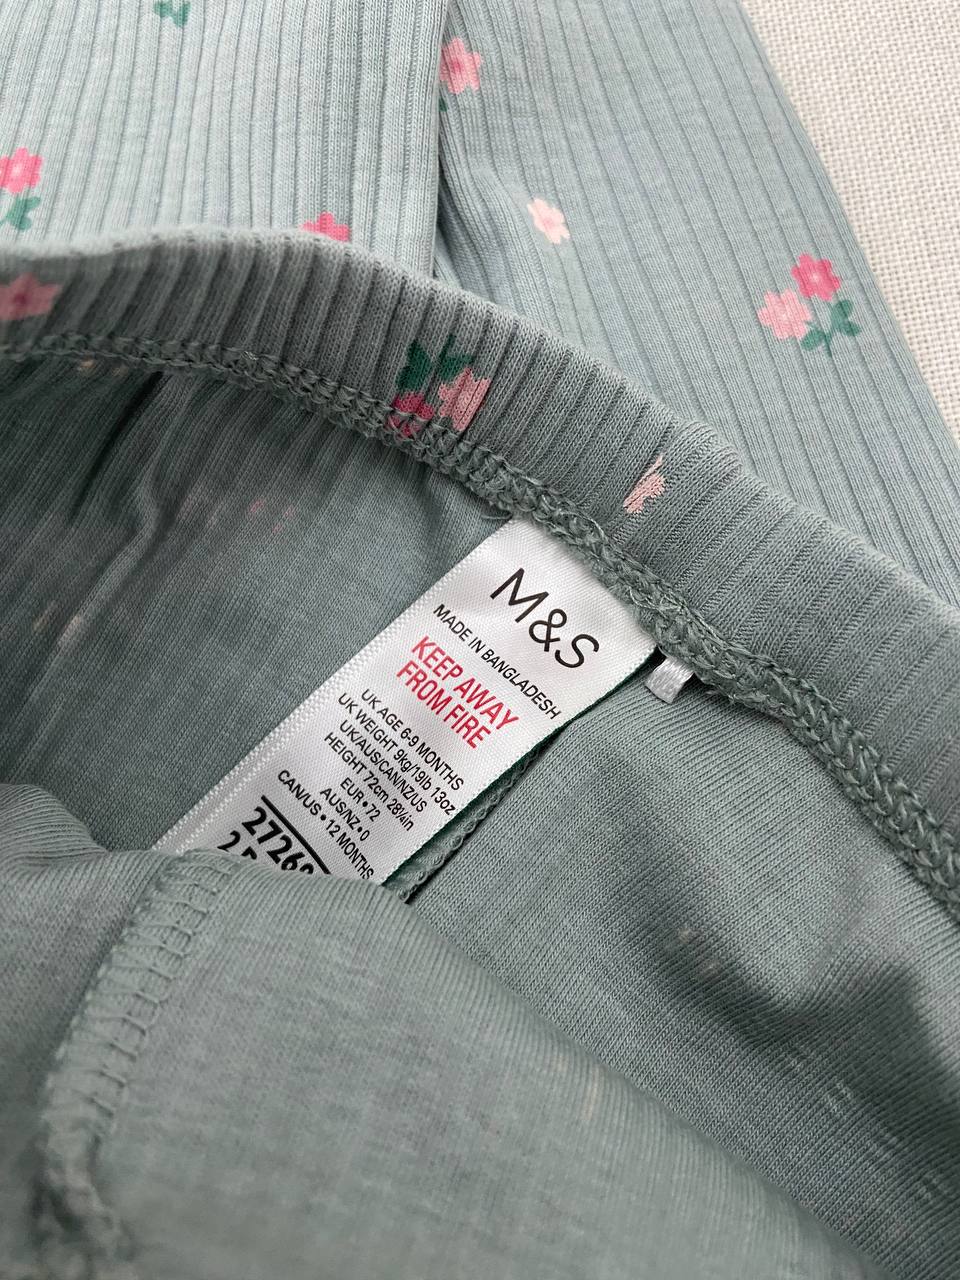 M&S
MADE IN BANGLADESH
KEEP AWAY
FROM FIRE
UK AGE 6-9 MONTHS
UK WEIGHT 9kg/19lb 13oz
UK/AUS/CAN/NZ/US
HEIGHT 72cm 28¼in
EUR•72
AUS/NZ•0
CAN/US•12 MONTHS